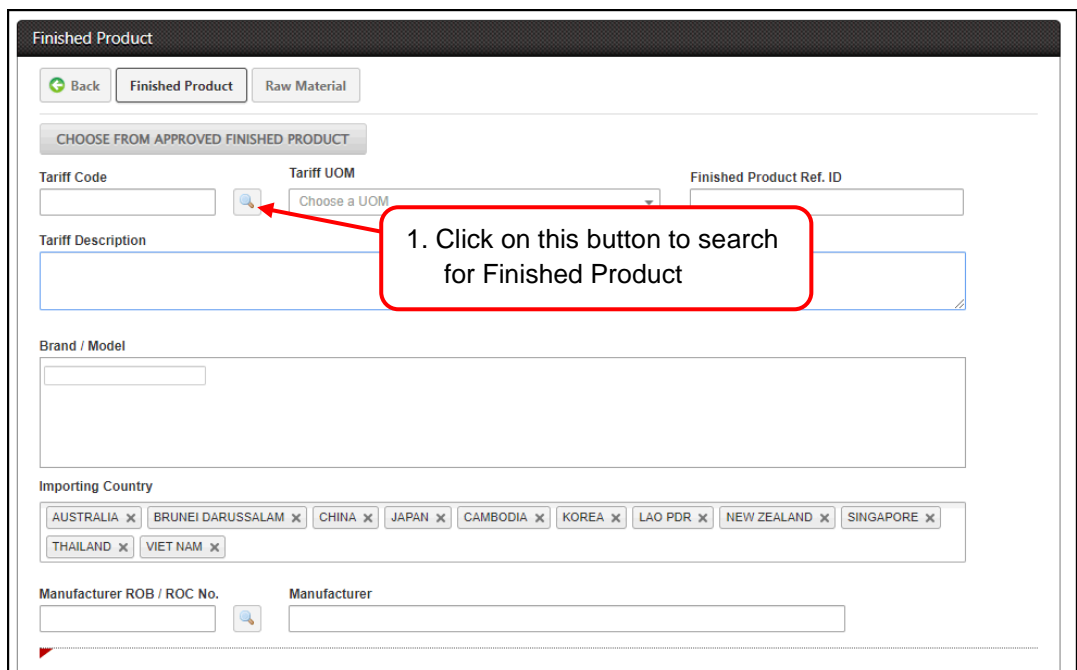 Finished Product
Back Finished Product Raw Material
CHOOSE FROM APPROVED FINISHED PRODUCT
Tariff Code Tariff UOM Finished Product Ref. ID
Choose a UOM
1. Click on this button to search
for Finished Product
Tariff Description
Brand / Model
Importing Country
AUSTRALIA BRUNEI DARUSSALAM CHINA JAPAN CAMBODIA KOREA LAO PDR NEW ZEALAND SINGAPORE
THAILAND VIET NAM
Manufacturer ROB / ROC No. Manufacturer